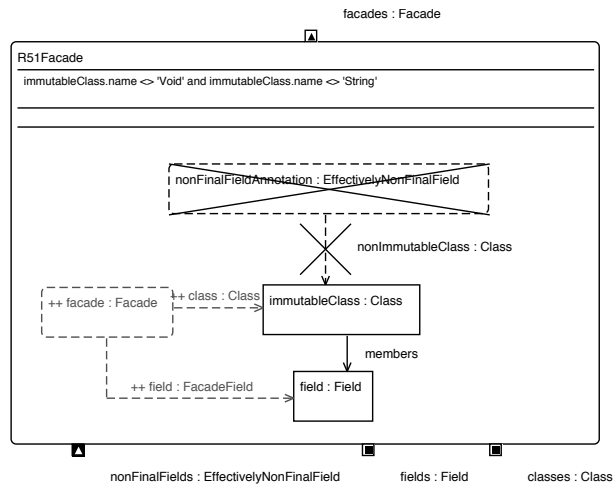 facades : Facade
R51Facade
immutableClass.name <> 'Void' and immutableClass.name <> 'String'
nonFinalFieldAnnotation : EffectivelyNonFinalField
nonImmutableClass : Class
++ class : Class
immutableClass : Class
++ facade : Facade
members
++ field : FacadeField
field : Field
nonFinalFields : EffectivelyNonFinalField
fields : Field
classes : Class